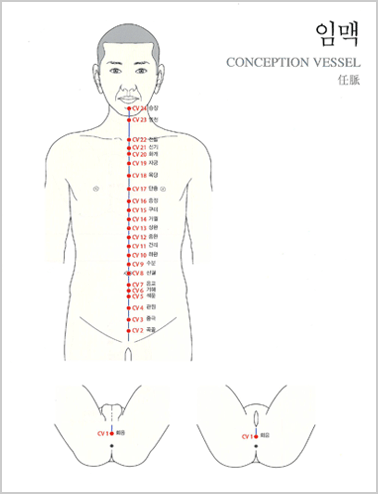 임맥
CONCEPTION VESSEL
任脈
CV 24 승장
CV 23 염천
CV 22 천돌
CV 21 선기
CV 20 화개
CV 19 자궁
CV 18 옥당
CV 17 단중
CV 16 중정
CV 15 구미
CV 14 거궐
CV 13 상완
CV 12 중완
CV 11 건리
CV 10 하완
CV 9 수분
CV 8 신궐
CV 7 음교
CV 6 기해
CV 5 석문
CV 4 관원
CV 3 중극
CV 2 곡골
CV 1 회음
CV 1 회음